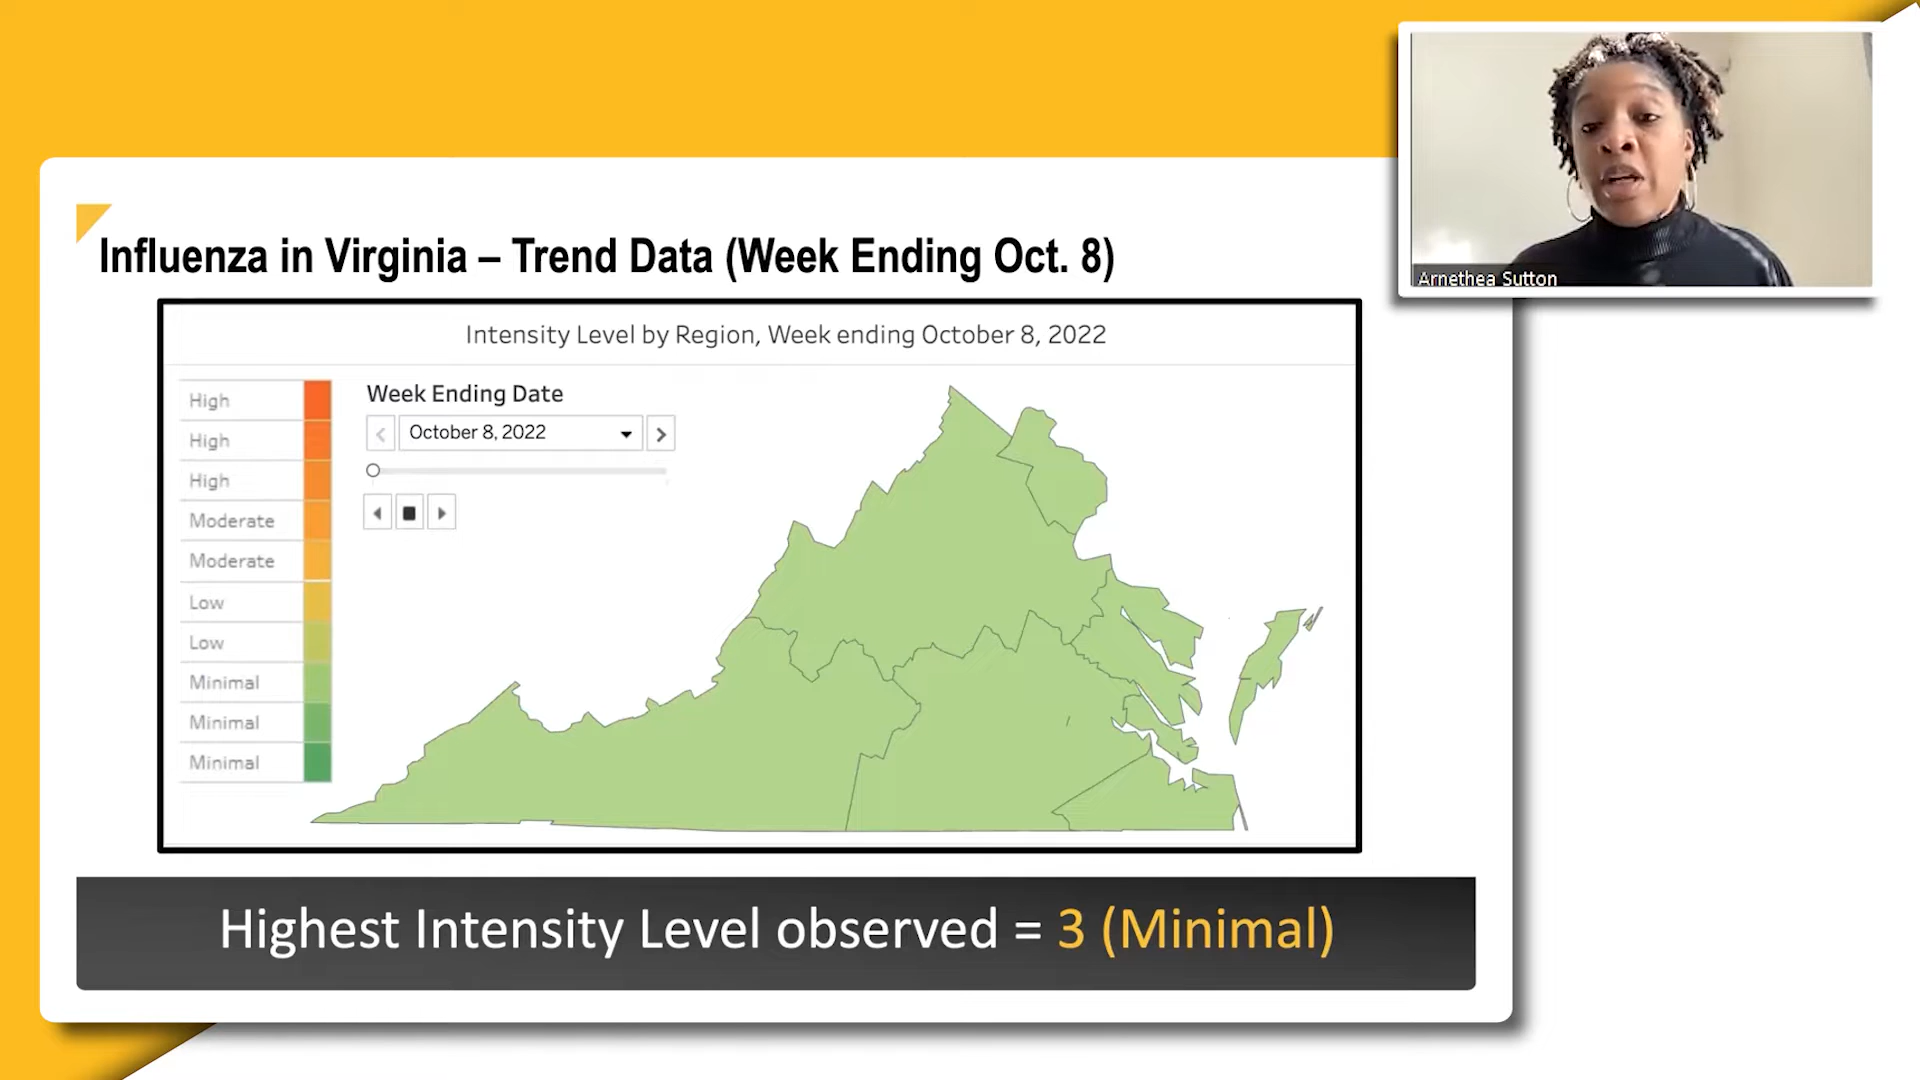 Arnethea Sutton
Influenza in Virginia – Trend Data (Week Ending Oct. 8)
Intensity Level by Region, Week ending October 8, 2022
High
High
High
Moderate
Moderate
Low
Low
Minimal
Minimal
Minimal
Week Ending Date
October 8, 2022
Highest Intensity Level observed = 3 (Minimal)